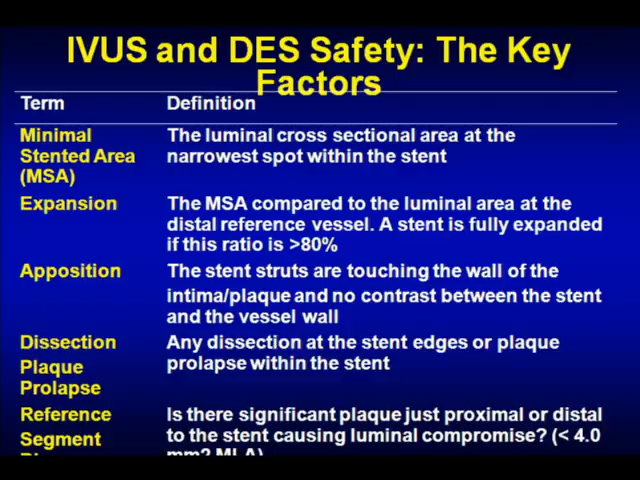 IVUS and DES Safety: The Key
Factors
Term Definition
Minimal The luminal cross sectional area at the
Stented Area narrowest spot within the stent
(MSA)
Expansion The MSA compared to the luminal area at the
distal reference vessel. A stent is fully expanded
if this ratio is >80%
Apposition The stent struts are touching the wall of the
intima/plaque and no contrast between the stent
and the vessel wall
Dissection Any dissection at the stent edges or plaque
Plaque prolapse within the stent
Prolapse
Reference Is there significant plaque just proximal or distal
Segment to the stent causing luminal compromise? (< 4.0
mm2 MLA)